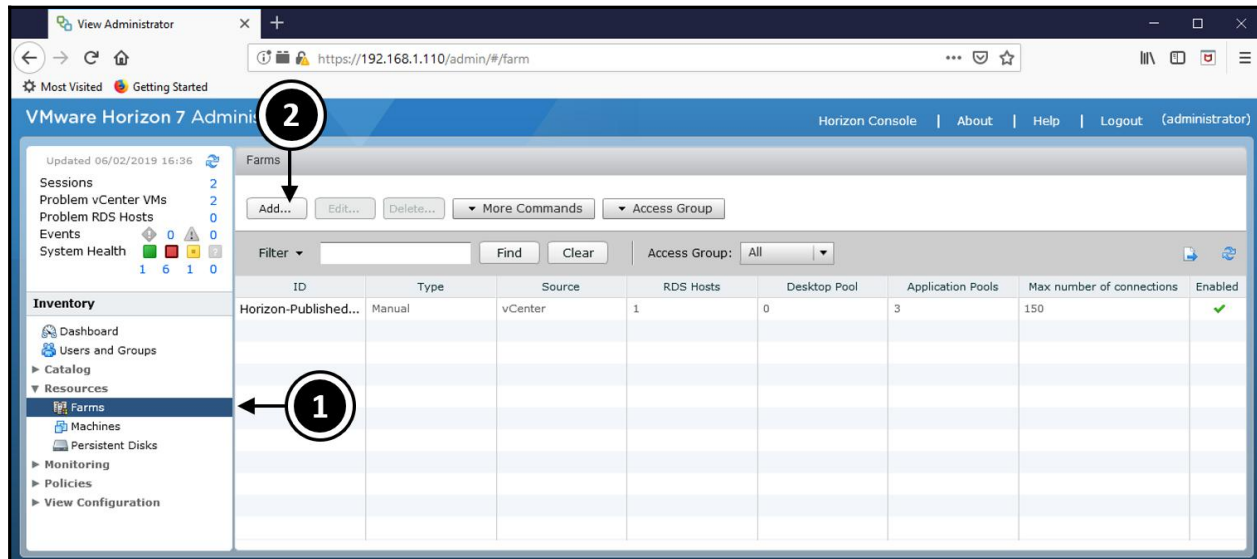 View Administrator
https://192.168.1.110/admin/#/farm
Most Visited Getting Started
VMware Horizon 7 Admini
Horizon Console | About | Help | Logout (administrator)
2
Updated 06/02/2019 16:36
Sessions 2
Problem vCenter VMs 2
Problem RDS Hosts 0
Events 0 0
System Health
1 6 1 0
Inventory
Dashboard
Users and Groups
Catalog
Resources
Farms
Machines
Persistent Disks
Monitoring
Policies
View Configuration
1
Farms
Add... Edit... Delete... More Commands Access Group
Filter Find Clear Access Group: All
ID Type Source RDS Hosts Desktop Pool Application Pools Max number of connections Enabled
Horizon-Published... Manual vCenter 1 0 3 150